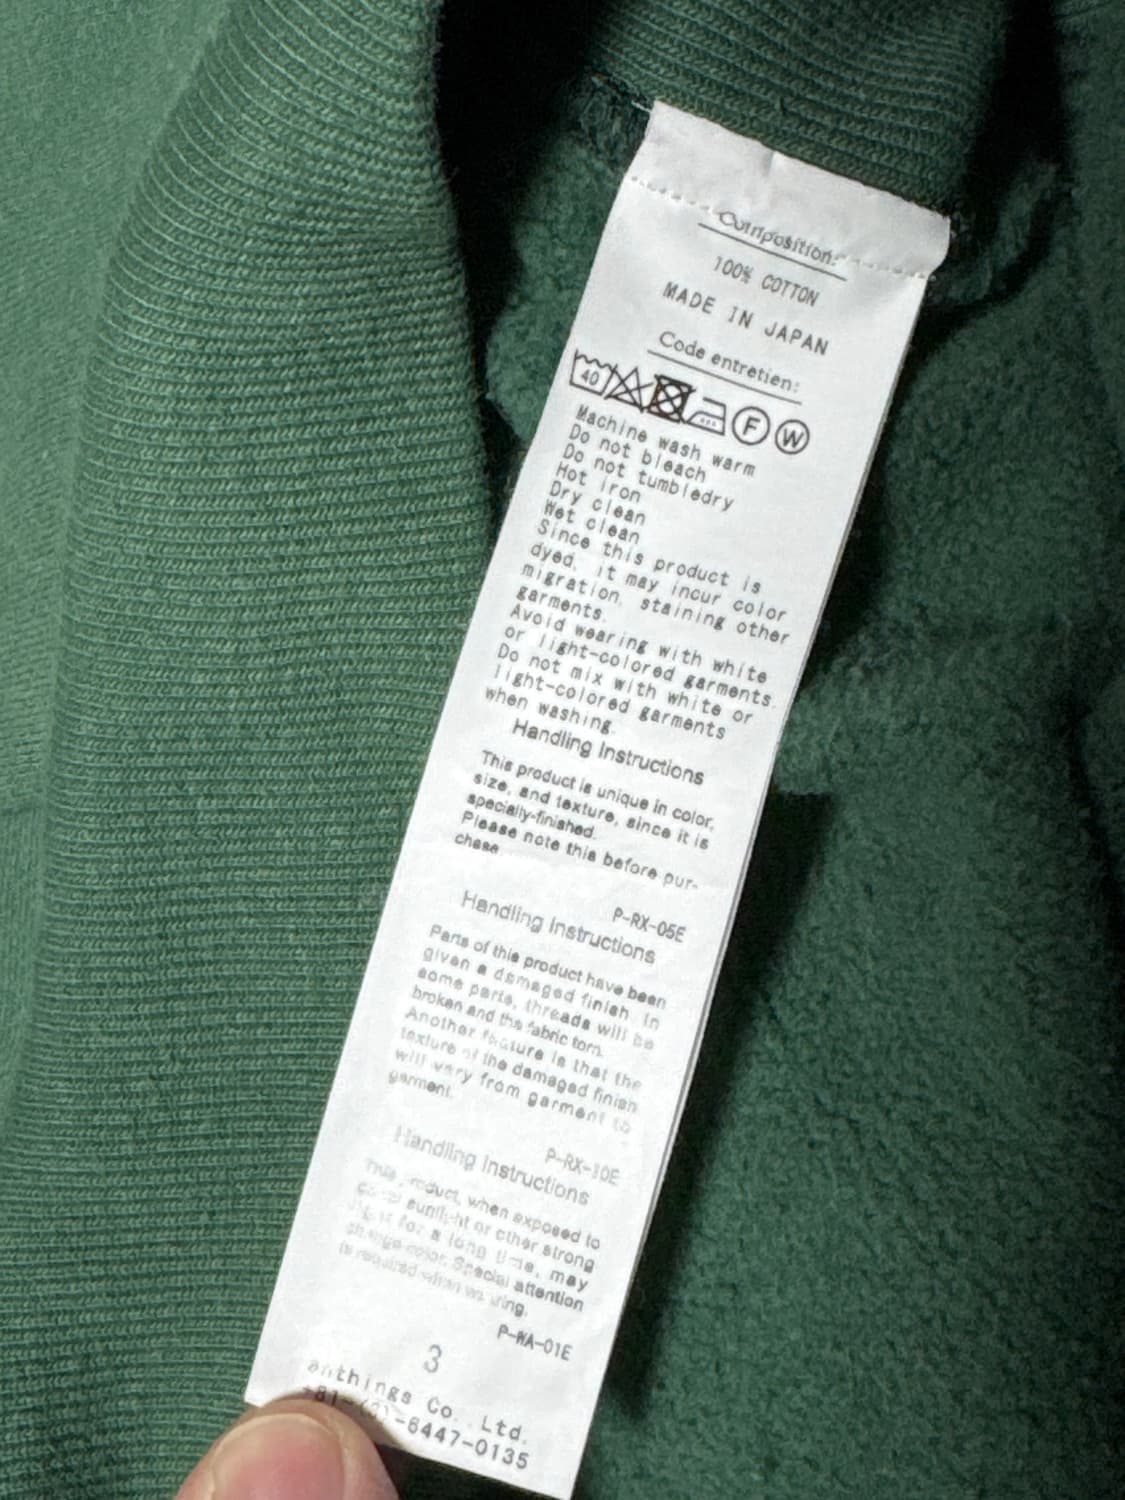 Composition:
100% COTTON
MADE IN JAPAN
Code entretien:
40 F W
Machine wash warm
Do not bleach
Do not tumbledry
Hot iron
Dry clean
Wet clean
Since this product is
dyed, it may incur color
migration, staining other
garments.
Avoid wearing with white
or light-colored garments.
Do not mix with white or
light-colored garments
when washing.
Handling Instructions
This product is unique in color,
size, and texture, since it is
specially-finished.
Please note this before pur-
chase.
P-RX-05E
Handling Instructions
Parts of this product have been
given a damaged finish. In
some parts, threads will be
broken and the fabric torn.
Another feature is that the
texture of the damaged finish
will vary from garment to
garment.
P-RX-10E
Handling Instructions
This product, when exposed to
sunlight or other strong
light for a long time, may
change color. Special attention
is required when wearing.
P-WA-01E
3
anthings Co., Ltd.
-6447-0135